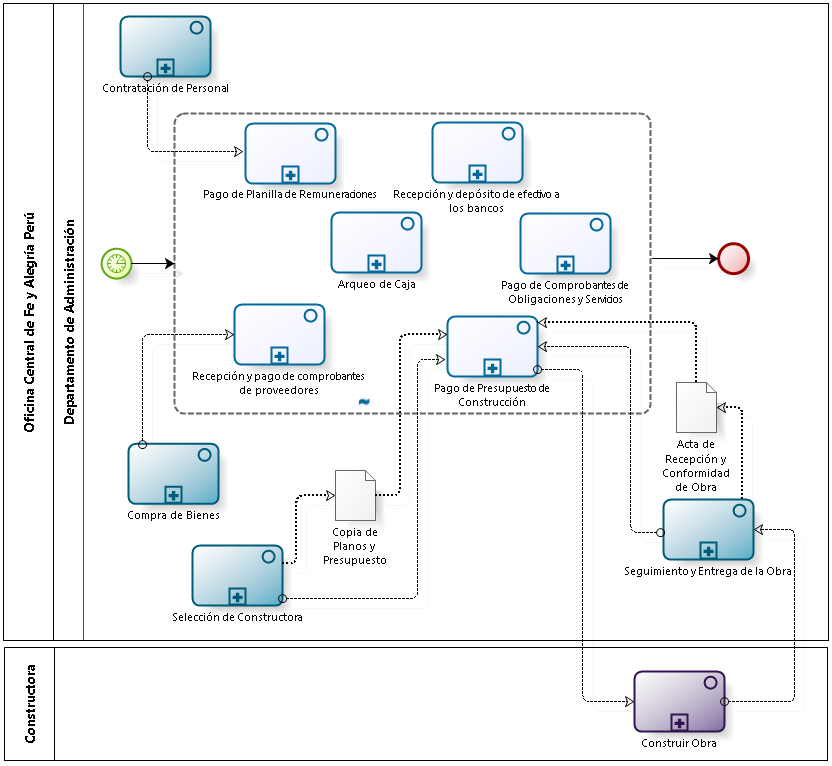 Oficina Central de Fe y Alegría Perú
Departamento de Administración
Contratación de Personal
Pago de Planilla de Remuneraciones
Recepción y depósito de efectivo a
los bancos
Arqueo de Caja
Pago de Comprobantes de
Obligaciones y Servicios
Recepción y pago de comprobantes
de proveedores
Pago de Presupuesto de
Construcción
Acta de
Recepción y
Conformidad
de Obra
Compra de Bienes
Copia de
Planos y
Presupuesto
Seguimiento y Entrega de la Obra
Selección de Constructora
Constructora
Construir Obra